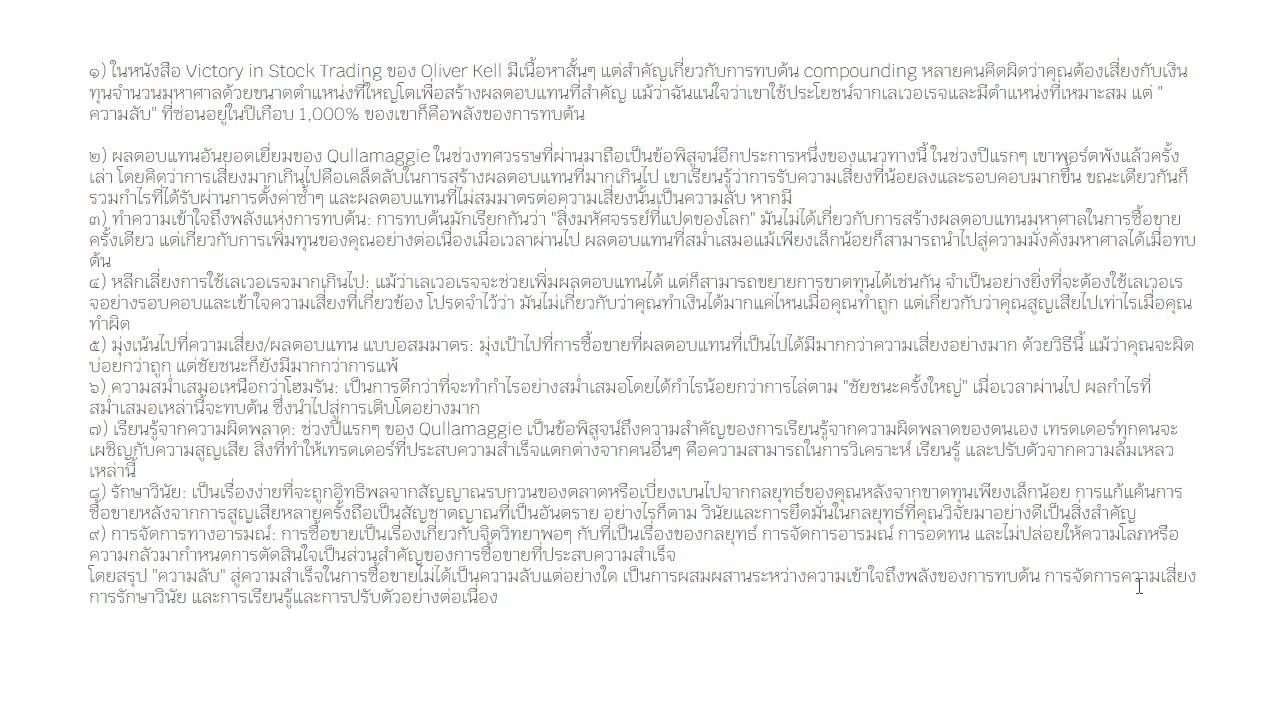 ๑) ในหนังสือ Victory in Stock Trading ของ Oliver Kell มีเนื้อหาสั้นๆ แต่สำคัญเกี่ยวกับการทบต้น compounding หลายคนคิดผิดว่าคุณต้องเสี่ยงกับเงิน
ทุนจำนวนมหาศาลด้วยขนาดตำแหน่งที่ใหญ่โตเพื่อสร้างผลตอบแทนที่สำคัญ แม้ว่าฉันแน่ใจว่าเขาใช้ประโยชน์จากเลเวอเรจและมีตำแหน่งที่เหมาะสม แต่ "
ความลับ" ที่ซ่อนอยู่ในปีเกือบ 1,000% ของเขาก็คือพลังของการทบต้น
๒) ผลตอบแทนอันยอดเยี่ยมของ Qullamaggie ในช่วงทศวรรษที่ผ่านมาถือเป็นข้อพิสูจน์อีกประการหนึ่งของแนวทางนี้ ในช่วงปีแรกๆ เขาพอร์ตพังแล้วครั้ง
เล่า โดยคิดว่าการเสี่ยงมากเกินไปคือเคล็ดลับในการสร้างผลตอบแทนที่มากเกินไป เขาเรียนรู้ว่าการรับความเสี่ยงที่น้อยลงและรอบคอบมากขึ้น ขณะเดียวกันก็
รวมกำไรที่ได้รับผ่านการตั้งค่าซ้ำๆ และผลตอบแทนที่ไม่สมมาตรต่อความเสี่ยงนั้นเป็นความลับ หากมี
๓) ทำความเข้าใจถึงพลังแห่งการทบต้น: การทบต้นมักเรียกกันว่า "สิ่งมหัศจรรย์ที่แปดของโลก" มันไม่ได้เกี่ยวกับการสร้างผลตอบแทนมหาศาลในการซื้อขาย
ครั้งเดียว แต่เกี่ยวกับการเพิ่มทุนของคุณอย่างต่อเนื่องเมื่อเวลาผ่านไป ผลตอบแทนที่สม่ำเสมอแม้เพียงเล็กน้อยก็สามารถนำไปสู่ความมั่งคั่งมหาศาลได้เมื่อทบ
ต้น
๔) หลีกเลี่ยงการใช้เลเวอเรจมากเกินไป: แม้ว่าเลเวอเรจจะช่วยเพิ่มผลตอบแทนได้ แต่ก็สามารถขยายการขาดทุนได้เช่นกัน จำเป็นอย่างยิ่งที่จะต้องใช้เลเวอเร
จอย่างรอบคอบและเข้าใจความเสี่ยงที่เกี่ยวข้อง โปรดจำไว้ว่า มันไม่เกี่ยวกับว่าคุณทำเงินได้มากแค่ไหนเมื่อคุณทำถูก แต่เกี่ยวกับว่าคุณสูญเสียไปเท่าไรเมื่อคุณ
ทำผิด
๕) มุ่งเน้นไปที่ความเสี่ยง/ผลตอบแทน แบบอสมมาตร: มุ่งเป้าไปที่การซื้อขายที่ผลตอบแทนที่เป็นไปได้มีมากกว่าความเสี่ยงอย่างมาก ด้วยวิธีนี้ แม้ว่าคุณจะผิด
บ่อยกว่าถูก แต่ชัยชนะก็ยังมีมากกว่าการแพ้
๖) ความสม่ำเสมอเหนือกว่าโฮมรัน: เป็นการดีกว่าที่จะทำกำไรอย่างสม่ำเสมอโดยได้กำไรน้อยกว่าการไล่ตาม "ชัยชนะครั้งใหญ่" เมื่อเวลาผ่านไป ผลกำไรที่
สม่ำเสมอเหล่านี้จะทบต้น ซึ่งนำไปสู่การเติบโตอย่างมาก
๗) เรียนรู้จากความผิดพลาด: ช่วงปีแรกๆ ของ Qullamaggie เป็นข้อพิสูจน์ถึงความสำคัญของการเรียนรู้จากความผิดพลาดของตนเอง เทรดเดอร์ทุกคนจะ
เผชิญกับความสูญเสีย สิ่งที่ทำให้เทรดเดอร์ที่ประสบความสำเร็จแตกต่างจากคนอื่นๆ คือความสามารถในการวิเคราะห์ เรียนรู้ และปรับตัวจากความล้มเหลว
เหล่านี้
๘) รักษาวินัย: เป็นเรื่องง่ายที่จะถูกอิทธิพลจากสัญญาณรบกวนของตลาดหรือเบี่ยงเบนไปจากกลยุทธ์ของคุณหลังจากขาดทุนเพียงเล็กน้อย การแก้แค้นการ
ซื้อขายหลังจากการสูญเสียหลายครั้งถือเป็นสัญชาตญาณที่เป็นอันตราย อย่างไรก็ตาม วินัยและการยึดมั่นในกลยุทธ์ที่คุณวิจัยมาอย่างดีเป็นสิ่งสำคัญ
๙) การจัดการทางอารมณ์: การซื้อขายเป็นเรื่องเกี่ยวกับจิตวิทยาพอๆ กับที่เป็นเรื่องของกลยุทธ์ การจัดการอารมณ์ การอดทน และไม่ปล่อยให้ความโลภหรือ
ความกลัวมากำหนดการตัดสินใจเป็นส่วนสำคัญของการซื้อขายที่ประสบความสำเร็จ
โดยสรุป "ความลับ" สู่ความสำเร็จในการซื้อขายไม่ได้เป็นความลับแต่อย่างใด เป็นการผสมผสานระหว่างความเข้าใจถึงพลังของการทบต้น การจัดการความเสี่ยง
การรักษาวินัย และการเรียนรู้และการปรับตัวอย่างต่อเนื่อง